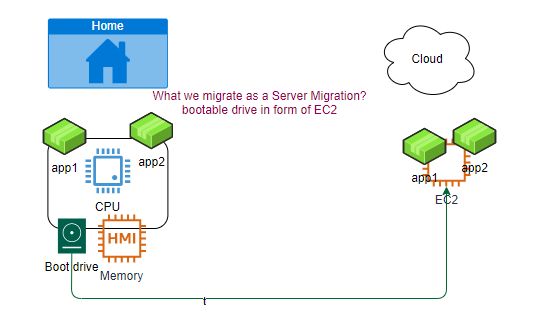 Home
Cloud
What we migrate as a Server Migration?
bootable drive in form of EC2
app1
app2
CPU
HMI
Boot drive
Memory
app1
app2
EC2
t